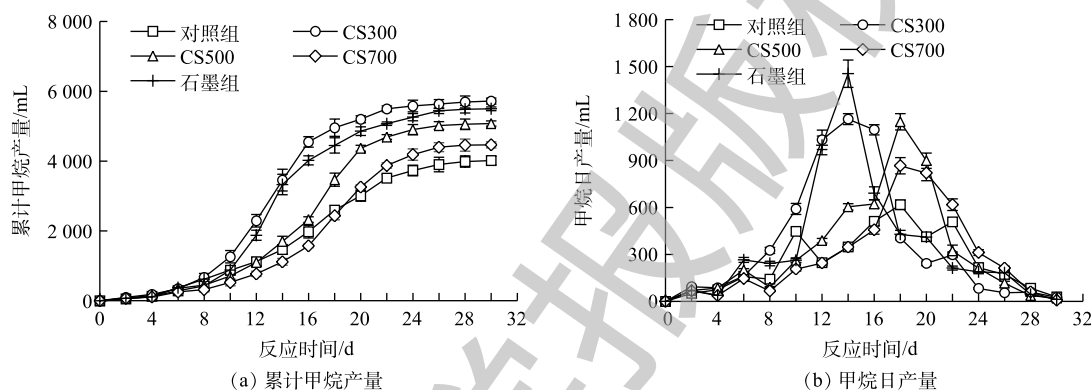 8 000
6 000
4 000
2 000
0
累计甲烷产量/mL
对照组
CS300
CS500
CS700
石墨组
0 4 8 12 16 20 24 28 32
反应时间/d
(a) 累计甲烷产量
1 800
1 500
1 200
900
600
300
0
甲烷日产量/mL
对照组
CS300
CS500
CS700
石墨组
0 4 8 12 16 20 24 28 32
反应时间/d
(b) 甲烷日产量
学报版权